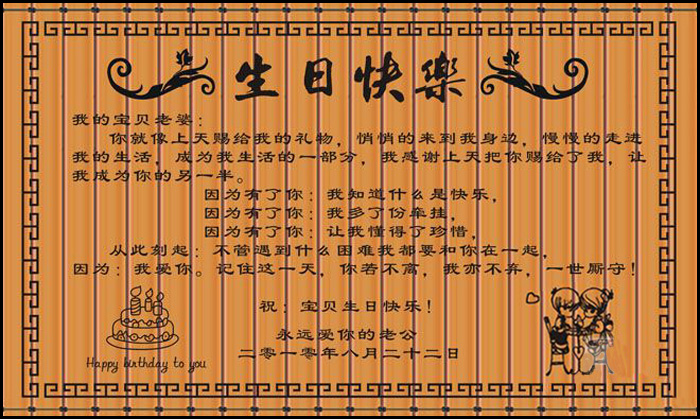 生日快樂
我的宝贝老婆：
你就像上天赐给我的礼物，悄悄的来到我身边，慢慢的走进
我的生活，成为我生活的一部分，我感谢上天把你赐给了我，让
我成为你的另一半。
因为有了你：我知道什么是快乐，
因为有了你：我多了份牵挂，
因为有了你：让我懂得了珍惜，
从此刻起：不管遇到什么困难我都要和你在一起，
因为：我爱你。记住这一天，你若不离，我亦不弃，一世厮守！
祝：宝贝生日快乐！
永远爱你的老公
二零一零年八月二十二日
Happy birthday to you